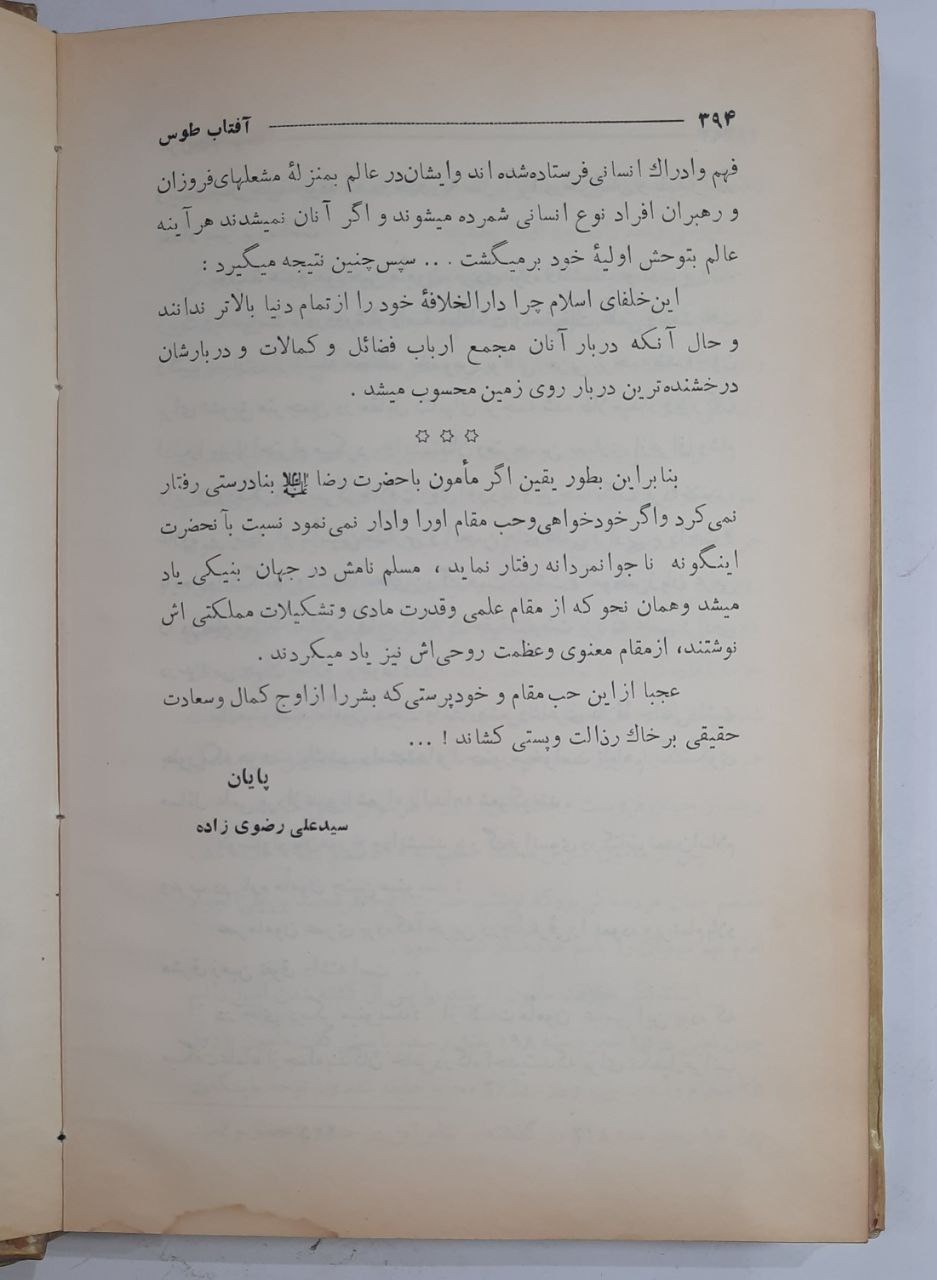 ۳۹۴ آفتاب طوس
فهم وادراك انسانی‌فرستاده‌شده اند وایشان‌در عالم بمنزلهٔ مشعلهای‌فروزان
و رهبران افراد نوع انسانی شمرده میشوند و اگر آنان نمیشدند هرآینه
عالم بتوحش اولیهٔ خود برمیگشت ... سپس‌چنین نتیجه میگیرد :
این‌خلفای اسلام چرا دارالخلافهٔ خود را ازتمام دنیا بالاتر ندانند
و حال آنکه دربار آنان مجمع ارباب فضائل و کمالات و دربارشان
درخشنده‌ترین دربار روی زمین محسوب میشد .
✡ ✡ ✡
بنابراین بطور یقین اگر مأمون باحضرت رضا علیه‌السلام بنادرستی رفتار
نمی‌کرد واگرخودخواهی‌وحب مقام اورا وادار نمی‌نمود نسبت بآنحضرت
اینگونه ناجوانمردانه رفتار نماید ، مسلم نامش در جهان بنیکی یاد
میشد وهمان نحو که از مقام علمی وقدرت مادی وتشکیلات مملکتی اش
نوشتند، ازمقام معنوی وعظمت روحی‌اش نیز یاد میکردند .
عجبا ازاین حب‌مقام و خودپرستی‌که بشررا ازاوج کمال وسعادت
حقیقی برخاك رذالت وپستی کشاند ! ...
پایان
سیدعلی رضوی زاده